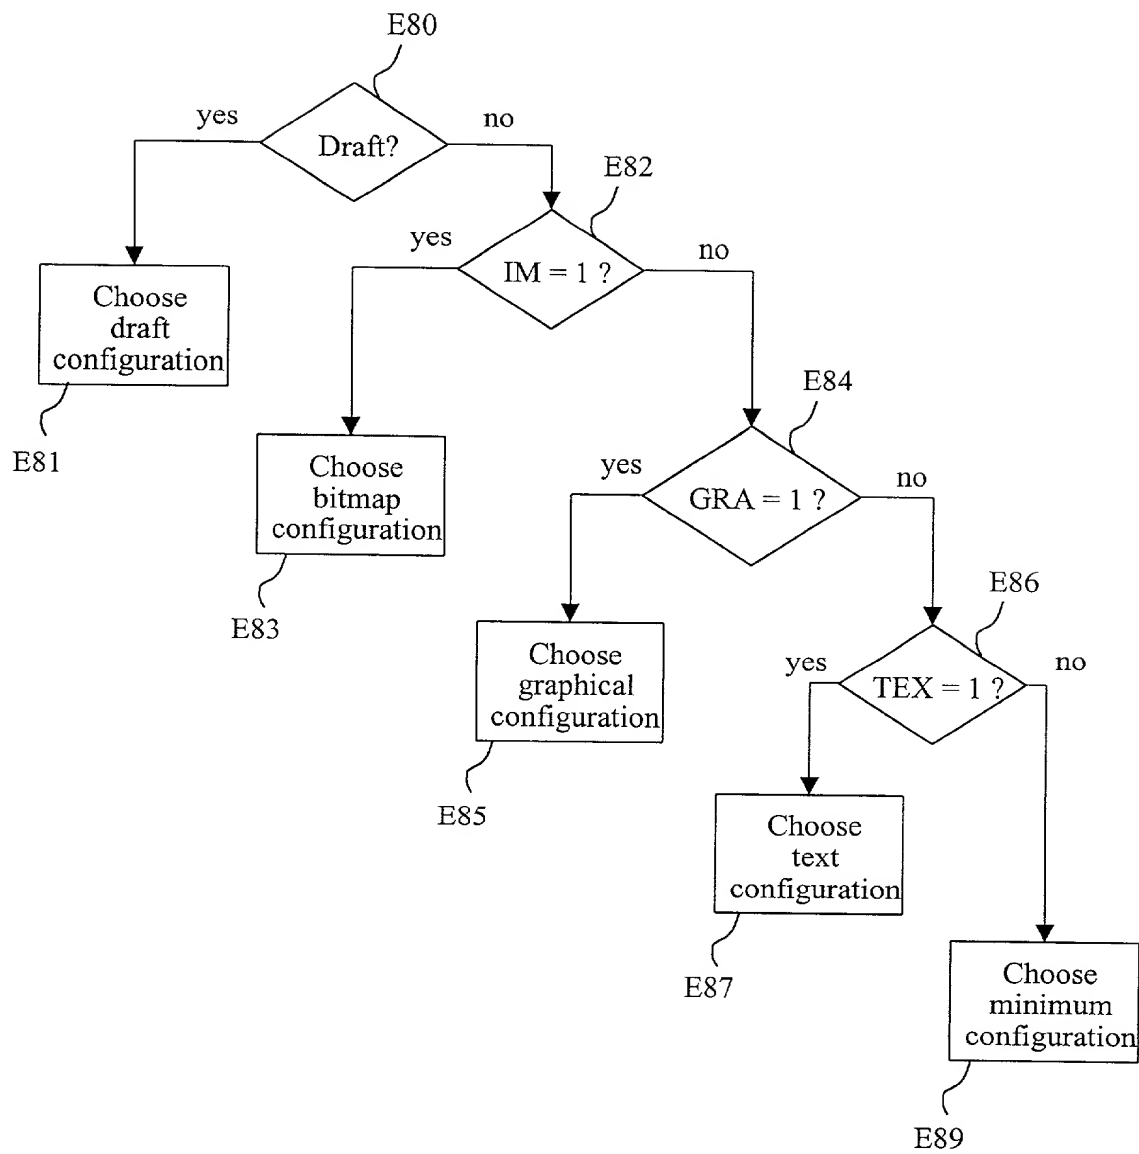 E80
yes
no
Draft?
E82
yes
no
IM = 1 ?
Choose
draft
configuration
E81
E84
yes
no
GRA = 1 ?
Choose
bitmap
configuration
E83
E86
yes
no
TEX = 1 ?
Choose
graphical
configuration
E85
Choose
text
configuration
E87
Choose
minimum
configuration
E89